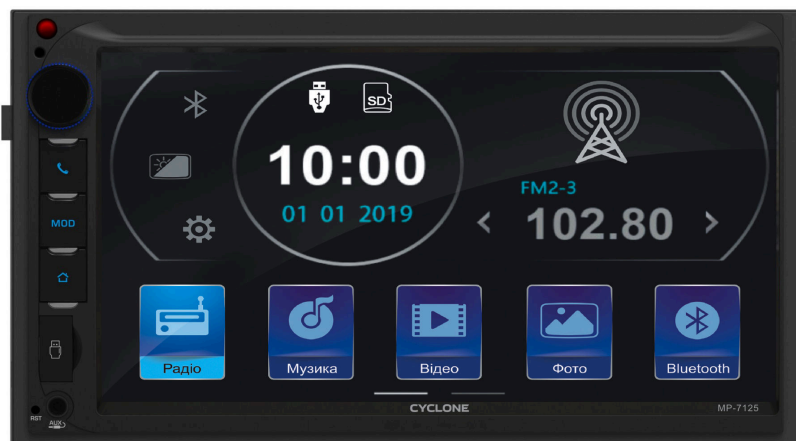 SD
10:00
01 01 2019
FM2-3
102.80
MOD
Радіо
Музика
Відео
Фото
Bluetooth
CYCLONE
MP-7125
RST
AUX